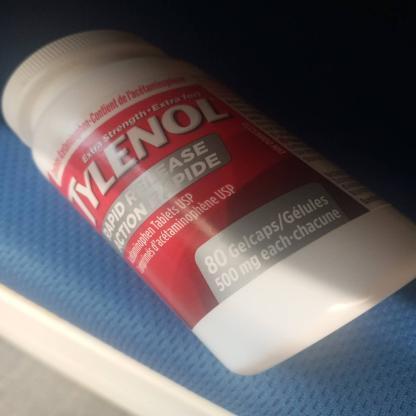 Contient de l'acétaminophène
Extra Strength • Extra Fort
TYLENOL
RAPID RELEASE
ACTION RAPIDE
Acetaminophen Tablets USP
Comprimés d'acétaminophène USP
80 Gelcaps/Gélules
500 mg each•chacune